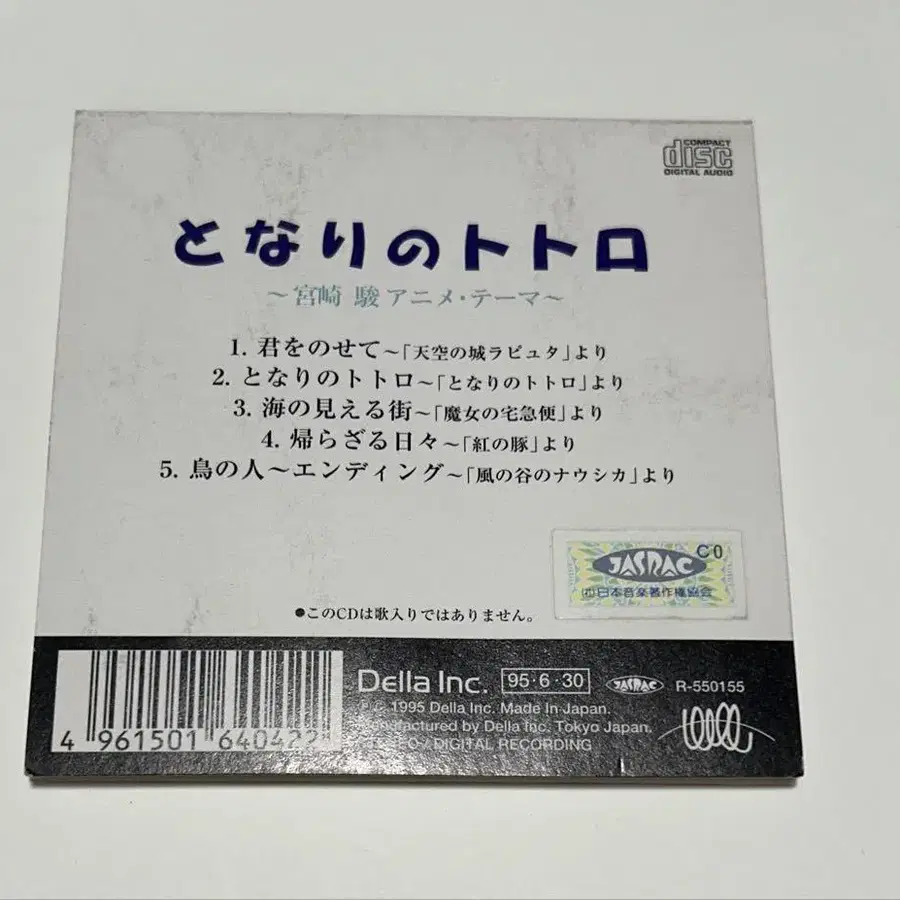 COMPACT
disc
DIGITAL AUDIO
となりのトトロ
～宮崎 駿 アニメ・テーマ～
1. 君をのせて～「天空の城ラピュタ」より
2. となりのトトロ～「となりのトトロ」より
3. 海の見える街～「魔女の宅急便」より
4. 帰らざる日々～「紅の豚」より
5. 鳥の人～エンディング～「風の谷のナウシカ」より
JASRAC C0
(社)日本音楽著作権協会
●このCDは歌入りではありません。
Della Inc. 95・6・30 JASRAC R-550155
1995 Della Inc. Made In Japan.
by Della Inc. Tokyo Japan.
/ DIGITAL RECORDING
4 961501 640422